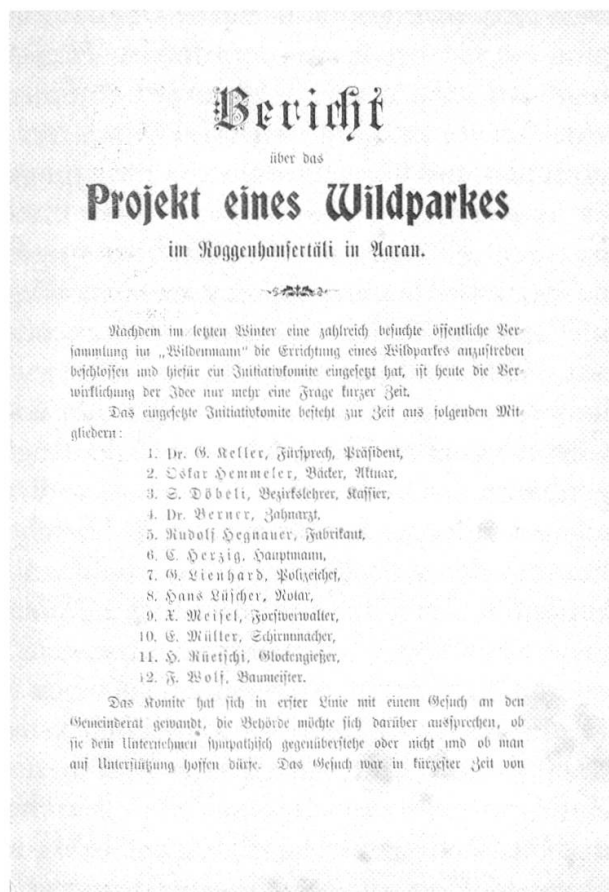 Bericht
über das
Projekt eines Wildparkes
im Roggenhausertäli in Aarau.
Nachdem im letzten Winter eine zahlreich besuchte öffentliche Ver-
sammlung im „Wildenmann" die Errichtung eines Wildparkes anzustreben
beschlossen und hiefür ein Initiativkomite eingesetzt hat, ist heute die Ver-
wirklichung der Idee nur mehr eine Frage kurzer Zeit.
Das eingesetzte Initiativkomite besteht zur Zeit aus folgenden Mit-
gliedern:
1. Dr. G. Keller, Fürsprech, Präsident,
2. Oskar Hemmeler, Bäcker, Aktuar,
3. S. Döbeli, Bezirkslehrer, Kassier,
4. Dr. Berner, Zahnarzt,
5. Rudolf Hegnauer, Fabrikant,
6. C. Herzig, Hauptmann,
7. G. Lienhard, Polizeichef,
8. Hans Lüscher, Notar,
9. X. Meisel, Forstverwalter,
10. E. Müller, Schirmmacher,
11. H. Rüetschi, Glockengießer,
12. F. Wolf, Baumeister.
Das Komite hat sich in erster Linie mit einem Gesuch an den
Gemeinderat gewandt, die Behörde möchte sich darüber aussprechen, ob
sie dem Unternehmen sympathisch gegenüberstehe oder nicht und ob man
auf Unterstützung hoffen dürfe. Das Gesuch war in kürzester Zeit von